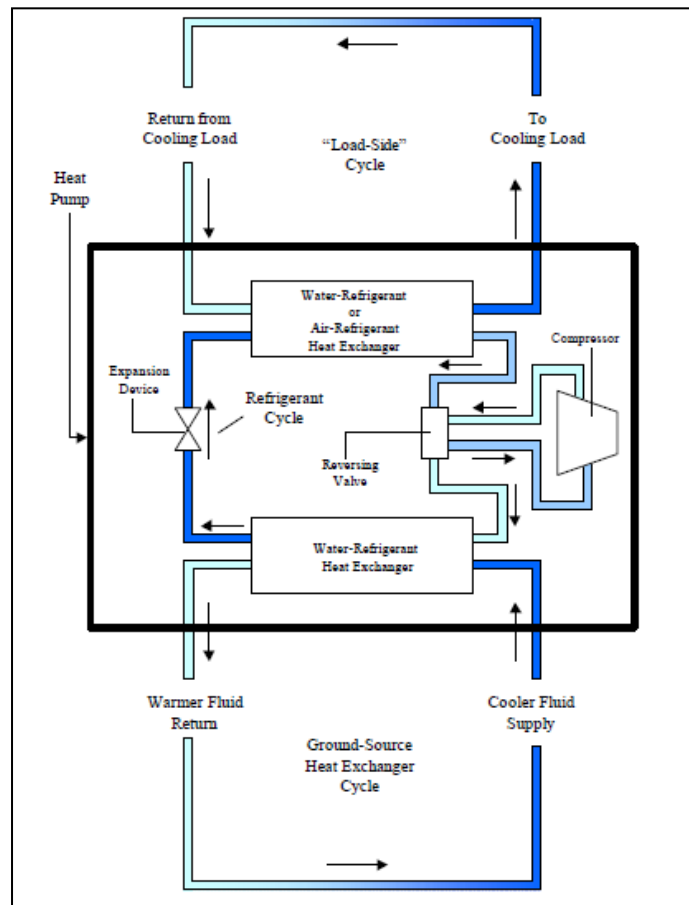 Return from
Cooling Load
To
Cooling Load
“Load-Side”
Cycle
Heat
Pump
Water-Refrigerant
or
Air-Refrigerant
Heat Exchanger
Compressor
Expansion
Device
Refrigerant
Cycle
Reversing
Valve
Water-Refrigerant
Heat Exchanger
Warmer Fluid
Return
Cooler Fluid
Supply
Ground-Source
Heat Exchanger
Cycle